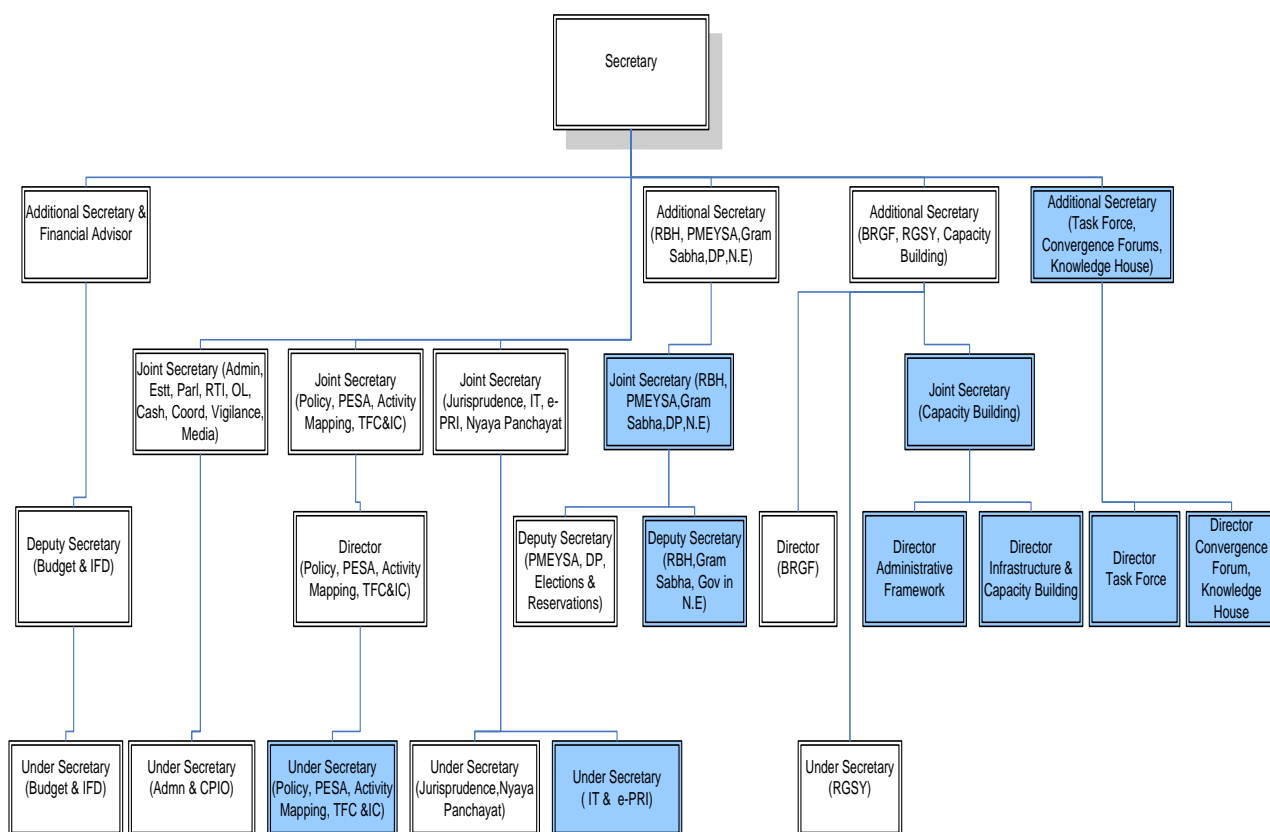 Secretary
Additional Secretary &
Financial Advisor
Additional Secretary
(RBH, PMEYSA,Gram
Sabha,DP,N.E)
Additional Secretary
(BRGF, RGSY, Capacity
Building)
Additional Secretary
(Task Force,
Convergence Forums,
Knowledge House)
Joint Secretary (Admin,
Estt, Parl, RTI, OL,
Cash, Coord, Vigilance,
Media)
Joint Secretary
(Policy, PESA, Activity
Mapping, TFC&IC)
Joint Secretary
(Jurisprudence, IT, e-
PRI, Nyaya Panchayat
Joint Secretary (RBH,
PMEYSA,Gram
Sabha,DP,N.E)
Joint Secretary
(Capacity Building)
Deputy Secretary
(Budget & IFD)
Director
(Policy, PESA, Activity
Mapping, TFC&IC)
Deputy Secretary
(PMEYSA, DP,
Elections &
Reservations)
Deputy Secretary
(RBH,Gram
Sabha, Gov in
N.E)
Director
(BRGF)
Director
Administrative
Framework
Director
Infrastructure &
Capacity Building
Director
Task Force
Director
Convergence
Forum,
Knowledge
House
Under Secretary
(Budget & IFD)
Under Secretary
(Admn & CPIO)
Under Secretary
(Policy, PESA, Activity
Mapping, TFC &IC)
Under Secretary
(Jurisprudence,Nyaya
Panchayat)
Under Secretary
( IT & e-PRI)
Under Secretary
(RGSY)